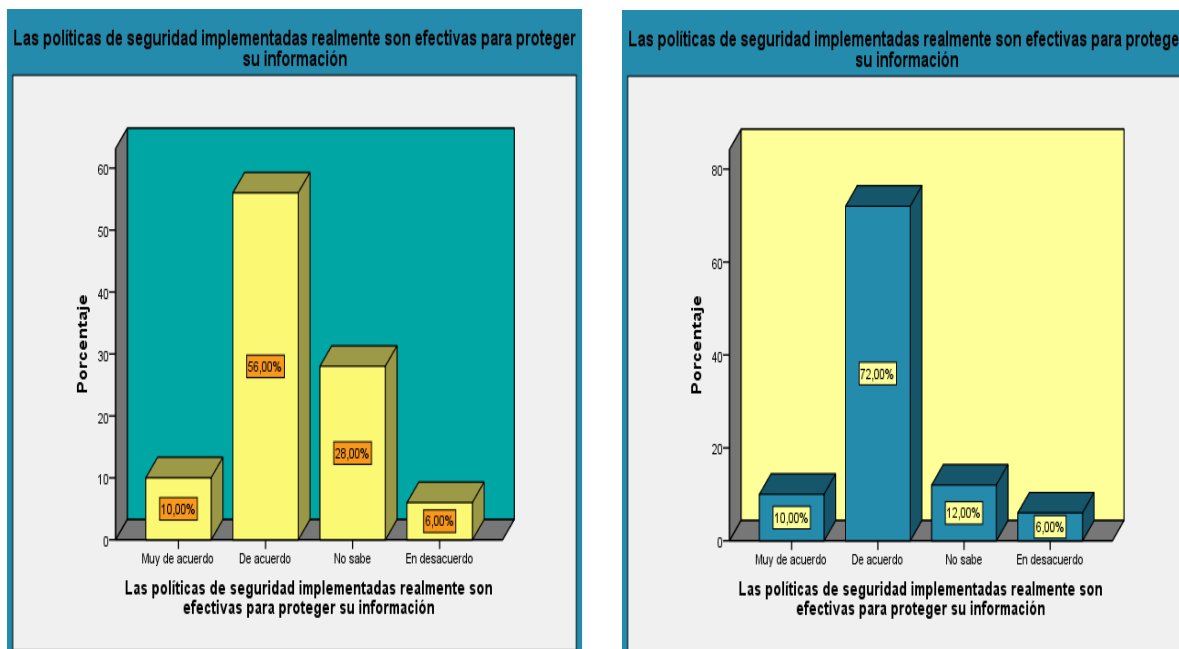 Las políticas de seguridad implementadas realmente son efectivas para proteger
su información
Porcentaje
60
50
40
30
20
10
0
10,00%
56,00%
28,00%
6,00%
Muy de acuerdo
De acuerdo
No sabe
En desacuerdo
Las políticas de seguridad implementadas realmente son
efectivas para proteger su información
Las políticas de seguridad implementadas realmente son efectivas para protege
su información
Porcentaje
80
60
40
20
0
10,00%
72,00%
12,00%
6,00%
Muy de acuerdo
De acuerdo
No sabe
En desacuerdo
Las políticas de seguridad implementadas realmente son
efectivas para proteger su información